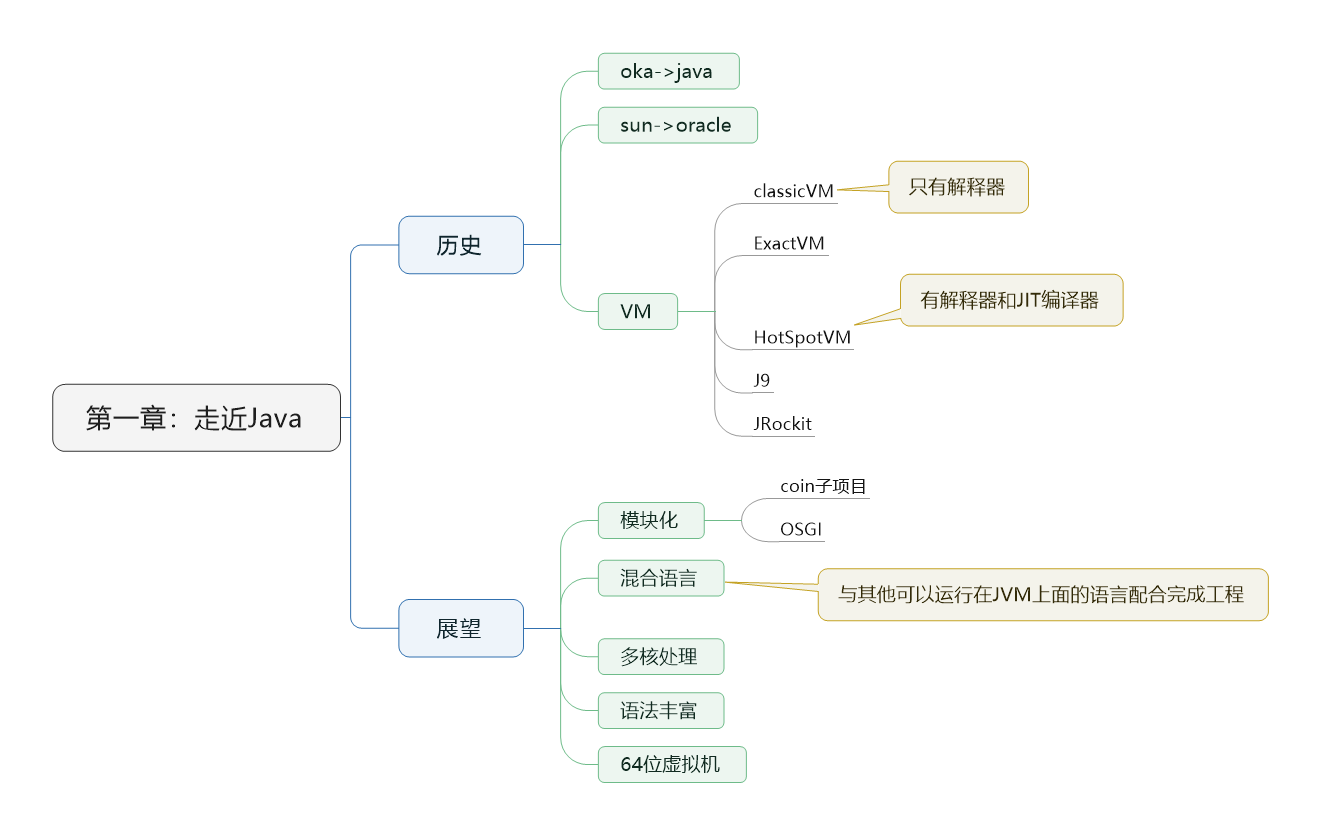 第一章：走近Java
历史
oka->java
sun->oracle
VM
classicVM
只有解释器
ExactVM
HotSpotVM
有解释器和JIT编译器
J9
JRockit
展望
模块化
coin子项目
OSGI
混合语言
与其他可以运行在JVM上面的语言配合完成工程
多核处理
语法丰富
64位虚拟机